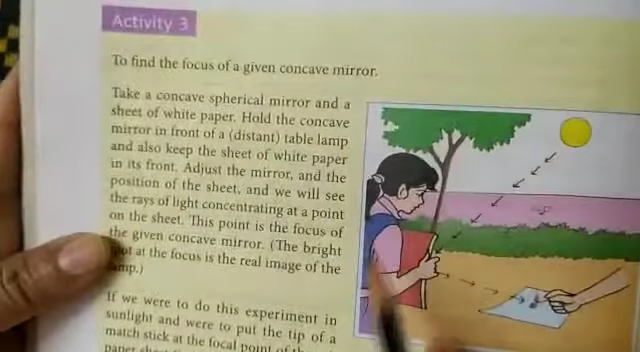 Activity 3
To find the focus of a given concave mirror.
Take a concave spherical mirror and a
sheet of white paper. Hold the concave
mirror in front of a (distant) table lamp
and also keep the sheet of white paper
in its front. Adjust the mirror, and the
position of the sheet, and we will see
the rays of light concentrating at a point
on the sheet. This point is the focus of
the given concave mirror. (The bright
at the focus is the real image of the
If we were to do this experiment in
sunlight and were to put the tip of a
match stick at the focal point of